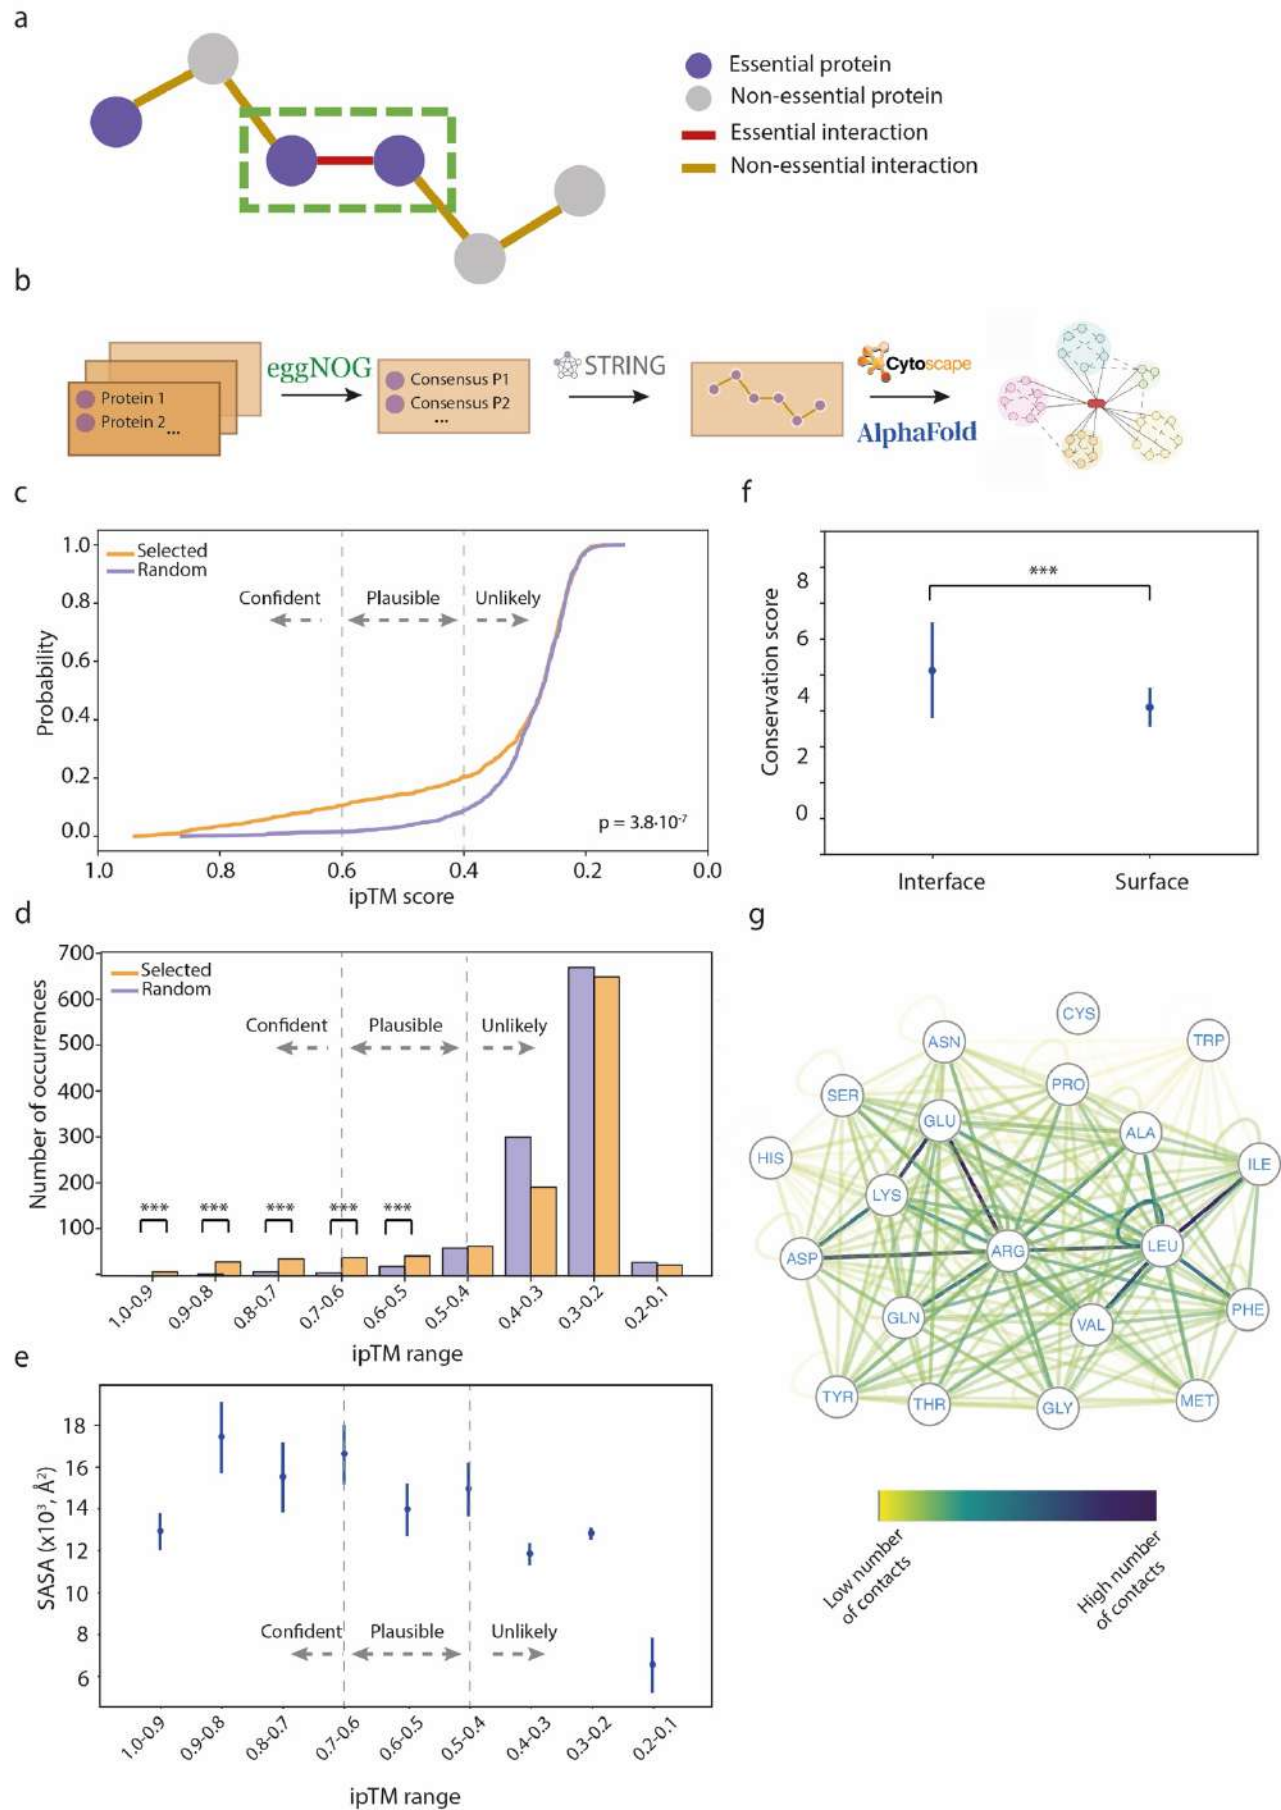 a
Essential protein
Non-essential protein
Essential interaction
Non-essential interaction
b
Protein 1
Protein 2...
eggNOG
Consensus P1
Consensus P2
...
STRING
Cytoscape
AlphaFold
c
Selected
Random
Confident
Plausible
Unlikely
1.0
0.8
0.6
0.4
0.2
0.0
Probability
p = 3.8·10⁻⁷
1.0
0.8
0.6
0.4
0.2
0.0
ipTM score
f
***
8
6
4
2
0
Conservation score
Interface
Surface
d
Selected
Random
Confident
Plausible
Unlikely
700
600
500
400
300
200
100
Number of occurrences
***
***
***
***
***
1.0-0.9
0.9-0.8
0.8-0.7
0.7-0.6
0.6-0.5
0.5-0.4
0.4-0.3
0.3-0.2
0.2-0.1
ipTM range
e
18
16
14
12
10
8
6
SASA (x10³, Å²)
Confident
Plausible
Unlikely
1.0-0.9
0.9-0.8
0.8-0.7
0.7-0.6
0.6-0.5
0.5-0.4
0.4-0.3
0.3-0.2
0.2-0.1
ipTM range
g
CYS
ASN
TRP
PRO
SER
GLU
ALA
HIS
ILE
LYS
ASP
ARG
LEU
GLN
VAL
PHE
TYR
THR
GLY
MET
Low number
of contacts
High number
of contacts